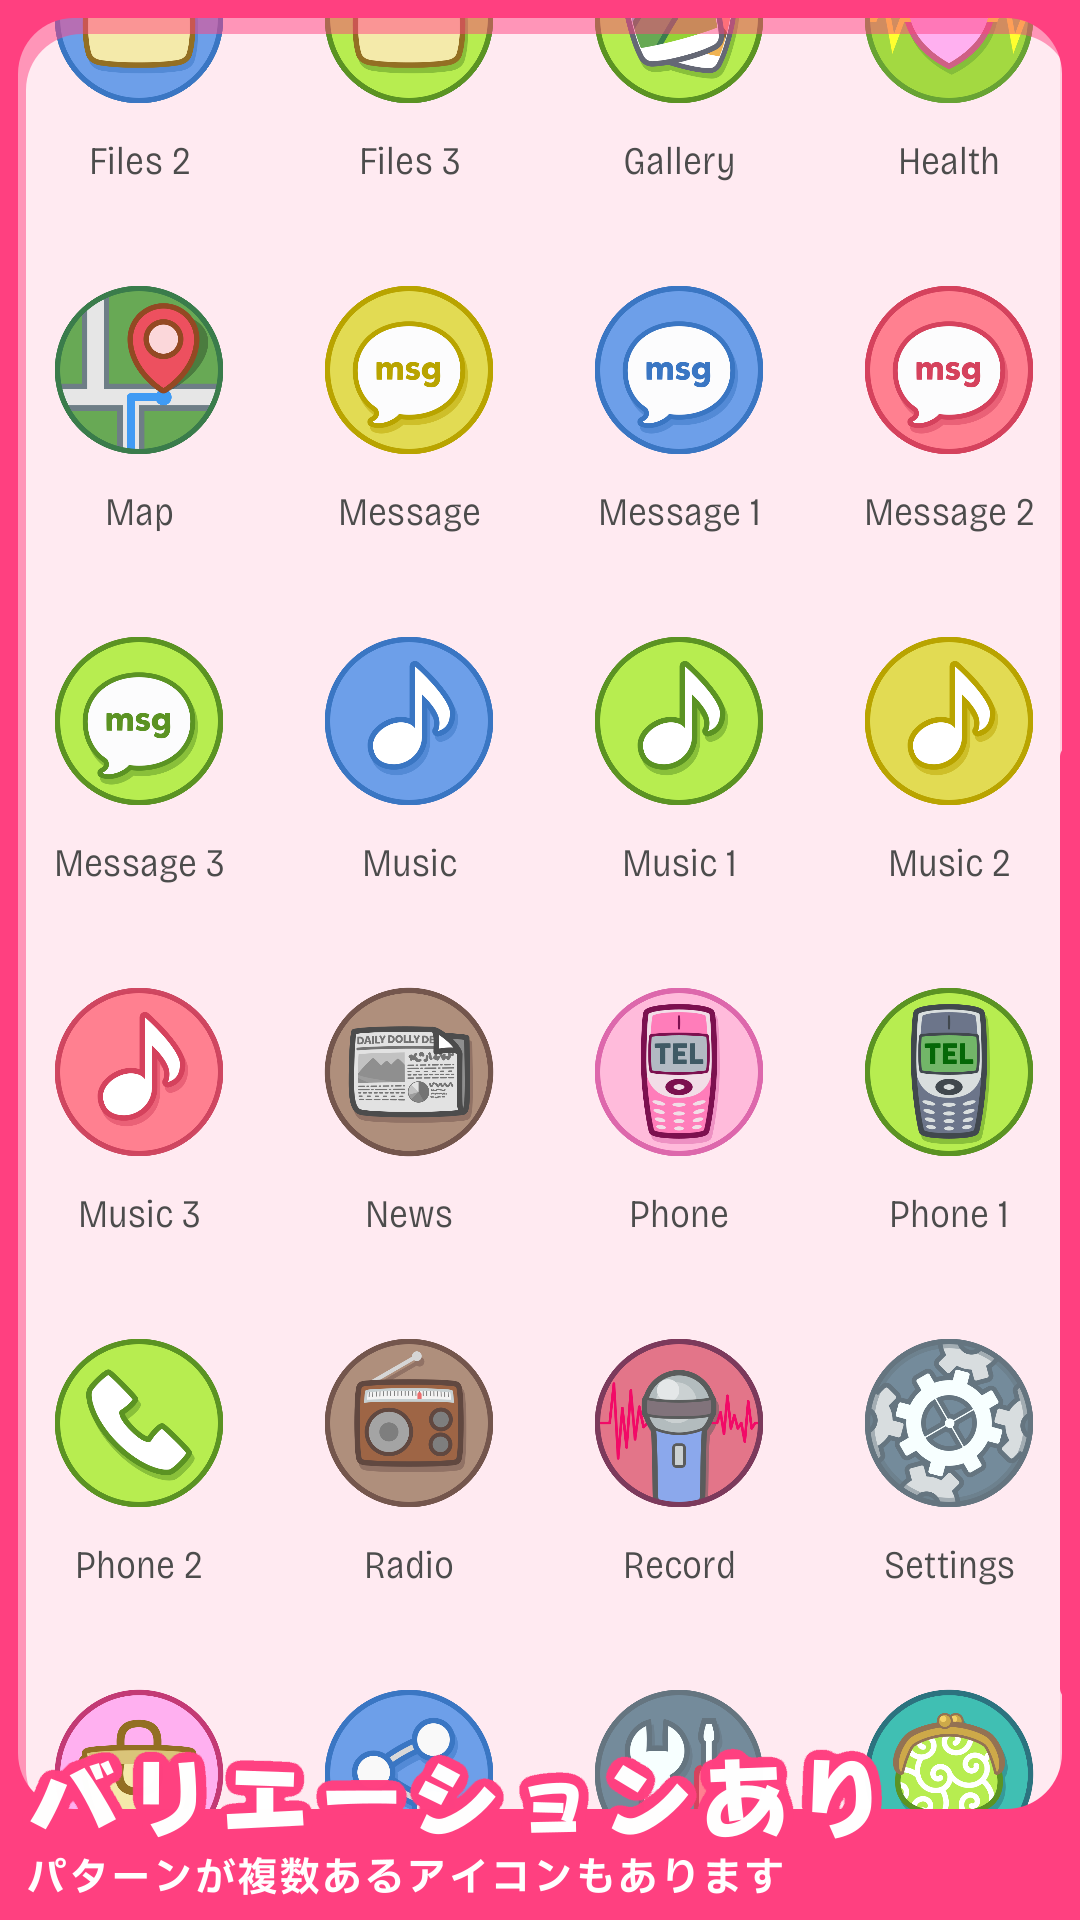 Files 2
Files 3
Gallery
Health
msg
msg
msg
Map
Message
Message 1
Message 2
msg
Message 3
Music
Music 1
Music 2
DAILY DOLLY DE
TEL
TEL
Music 3
News
Phone
Phone 1
Phone 2
Radio
Record
Settings
バリエーションあり
パターンが複数あるアイコンもあります